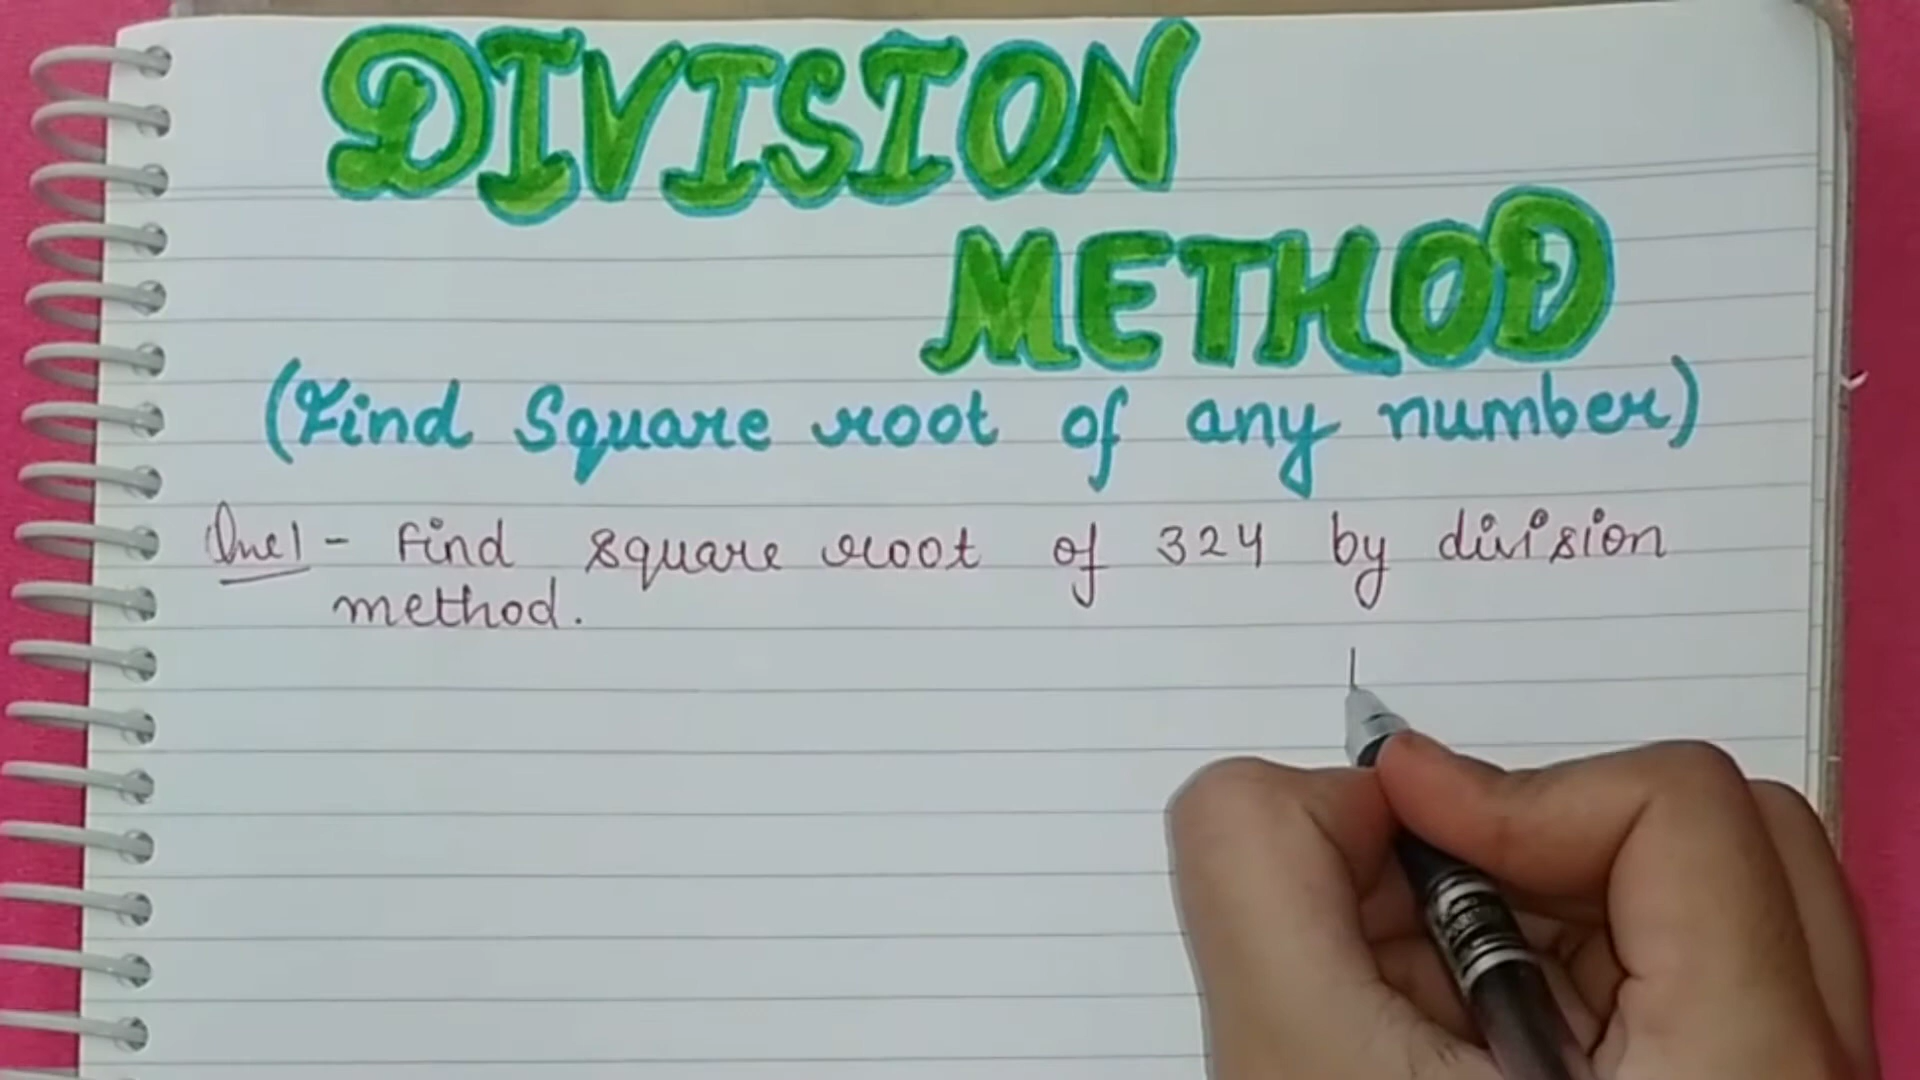 DIVISION
METHOD
(Find Square root of any number)
Que1 - Find square root of 324 by division
method.